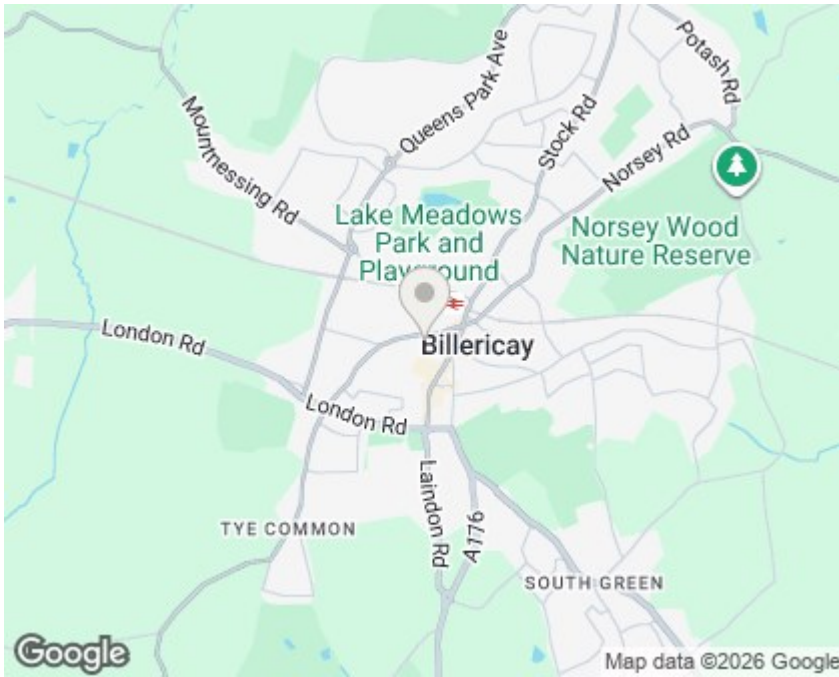 Potash Rd
Queens Park Ave
Stock Rd
Norsey Rd
Mountnessing Rd
Lake Meadows
Park and
Playground
Norsey Wood
Nature Reserve
London Rd
Billericay
London Rd
Laindon Rd
A176
TYE COMMON
SOUTH GREEN
Google
Map data ©2026 Google